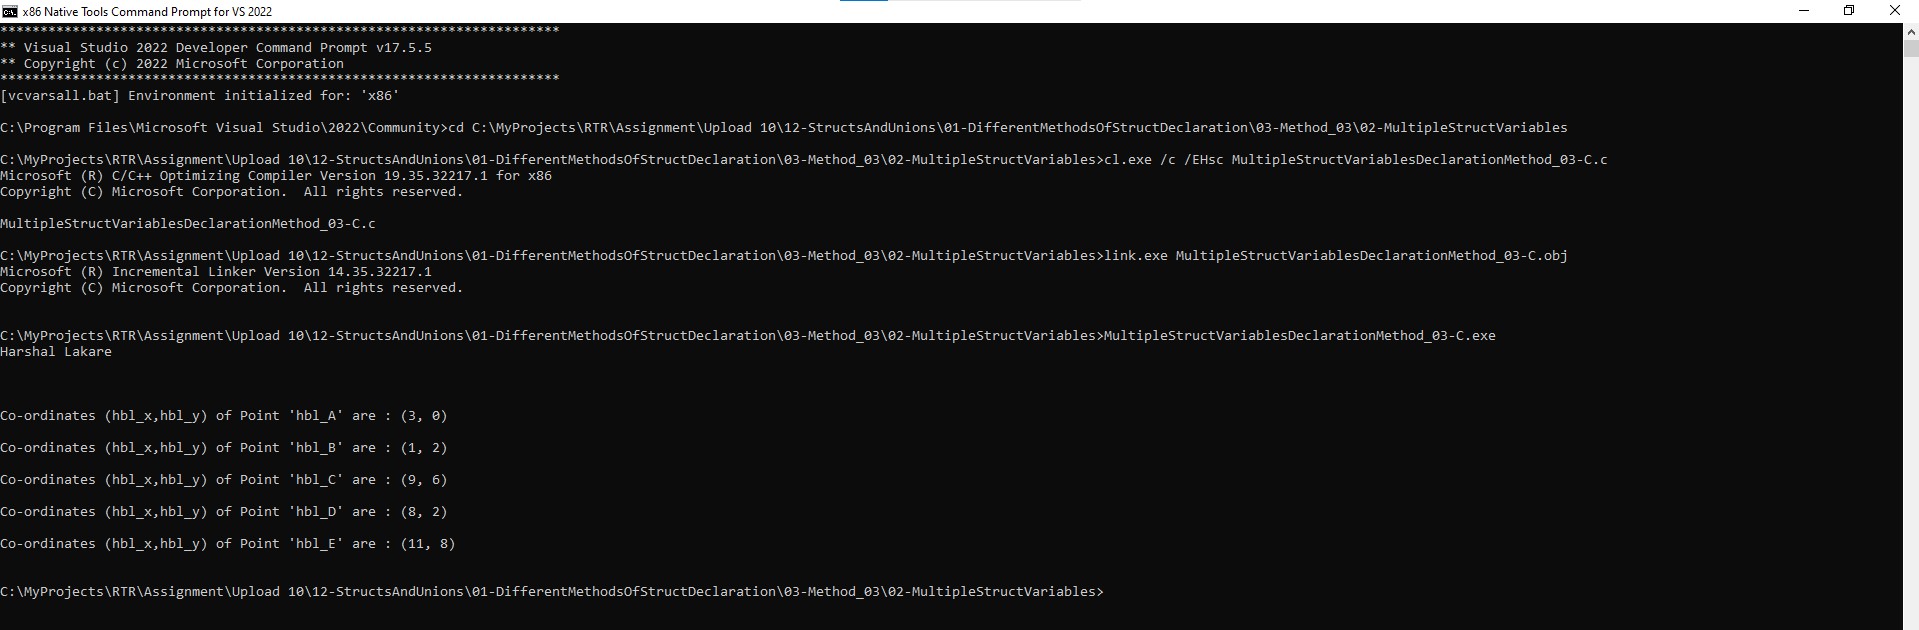 x86 Native Tools Command Prompt for VS 2022
**********************************************************************
** Visual Studio 2022 Developer Command Prompt v17.5.5
** Copyright (c) 2022 Microsoft Corporation
**********************************************************************
[vcvarsall.bat] Environment initialized for: 'x86'
C:\Program Files\Microsoft Visual Studio\2022\Community>cd C:\MyProjects\RTR\Assignment\Upload 10\12-StructsAndUnions\01-DifferentMethodsOfStructDeclaration\03-Method_03\02-MultipleStructVariables
C:\MyProjects\RTR\Assignment\Upload 10\12-StructsAndUnions\01-DifferentMethodsOfStructDeclaration\03-Method_03\02-MultipleStructVariables>cl.exe /c /EHsc MultipleStructVariablesDeclarationMethod_03-C.c
Microsoft (R) C/C++ Optimizing Compiler Version 19.35.32217.1 for x86
Copyright (C) Microsoft Corporation.  All rights reserved.
MultipleStructVariablesDeclarationMethod_03-C.c
C:\MyProjects\RTR\Assignment\Upload 10\12-StructsAndUnions\01-DifferentMethodsOfStructDeclaration\03-Method_03\02-MultipleStructVariables>link.exe MultipleStructVariablesDeclarationMethod_03-C.obj
Microsoft (R) Incremental Linker Version 14.35.32217.1
Copyright (C) Microsoft Corporation.  All rights reserved.
C:\MyProjects\RTR\Assignment\Upload 10\12-StructsAndUnions\01-DifferentMethodsOfStructDeclaration\03-Method_03\02-MultipleStructVariables>MultipleStructVariablesDeclarationMethod_03-C.exe
Harshal Lakare
Co-ordinates (hbl_x,hbl_y) of Point 'hbl_A' are : (3, 0)
Co-ordinates (hbl_x,hbl_y) of Point 'hbl_B' are : (1, 2)
Co-ordinates (hbl_x,hbl_y) of Point 'hbl_C' are : (9, 6)
Co-ordinates (hbl_x,hbl_y) of Point 'hbl_D' are : (8, 2)
Co-ordinates (hbl_x,hbl_y) of Point 'hbl_E' are : (11, 8)
C:\MyProjects\RTR\Assignment\Upload 10\12-StructsAndUnions\01-DifferentMethodsOfStructDeclaration\03-Method_03\02-MultipleStructVariables>